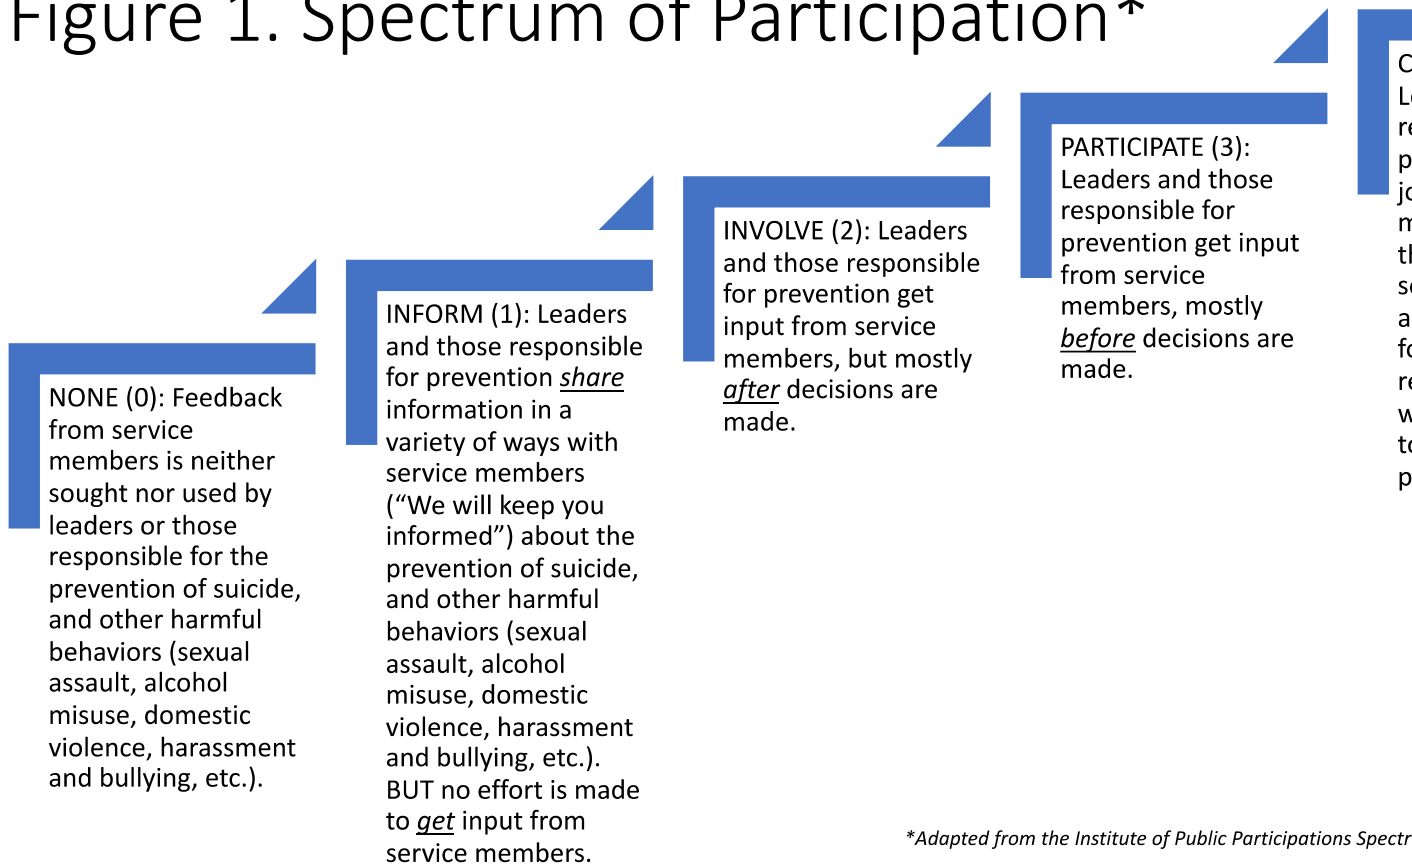 Figure 1. Spectrum of Participation*
NONE (0): Feedback
from service
members is neither
sought nor used by
leaders or those
responsible for the
prevention of suicide,
and other harmful
behaviors (sexual
assault, alcohol
misuse, domestic
violence, harassment
and bullying, etc.).
INFORM (1): Leaders
and those responsible
for prevention share
information in a
variety of ways with
service members
(“We will keep you
informed”) about the
prevention of suicide,
and other harmful
behaviors (sexual
assault, alcohol
misuse, domestic
violence, harassment
and bullying, etc.).
BUT no effort is made
to get input from
service members.
INVOLVE (2): Leaders
and those responsible
for prevention get
input from service
members, but mostly
after decisions are
made.
PARTICIPATE (3):
Leaders and those
responsible for
prevention get input
from service
members, mostly
before decisions are
made.
*Adapted from the Institute of Public Participations